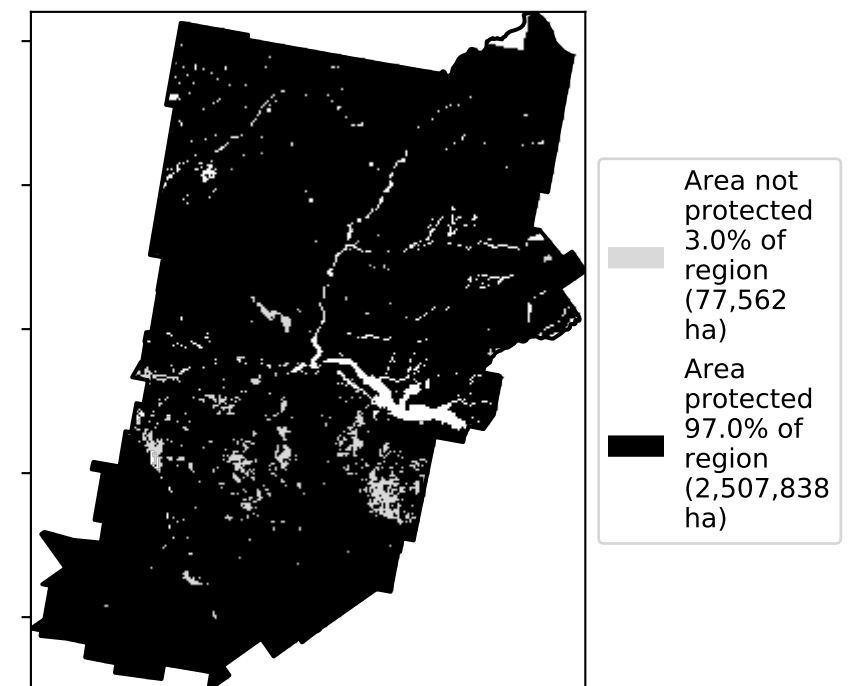 Area not
protected
3.0% of
region
(77,562
ha)
Area
protected
97.0% of
region
(2,507,838
ha)